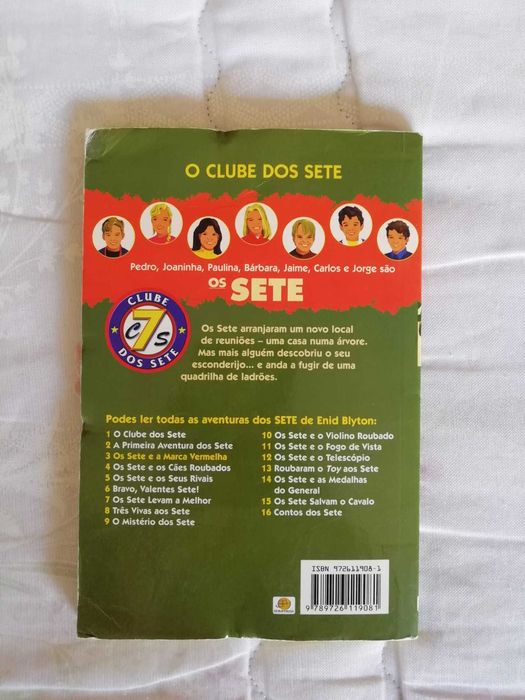 O CLUBE DOS SETE
Pedro, Joaninha, Paulina, Bárbara, Jaime, Carlos e Jorge são
OS SETE
CLUBE
C 7 S
DOS SETE
Os Sete arranjaram um novo local
de reuniões – uma casa numa árvore.
Mas mais alguém descobriu o seu
esconderijo... e anda a fugir de uma
quadrilha de ladrões.
Podes ler todas as aventuras dos SETE de Enid Blyton:
1 O Clube dos Sete
2 A Primeira Aventura dos Sete
3 Os Sete e a Marca Vermelha
4 Os Sete e os Cães Roubados
5 Os Sete e os Seus Rivais
6 Bravo, Valentes Sete!
7 Os Sete Levam a Melhor
8 Três Vivas aos Sete
9 O Mistério dos Sete
10 Os Sete e o Violino Roubado
11 Os Sete e o Fogo de Vista
12 Os Sete e o Telescópio
13 Roubaram o Toy aos Sete
14 Os Sete e as Medalhas
do General
15 Os Sete Salvam o Cavalo
16 Contos dos Sete
ISBN 972611908-1
9 789726 119081